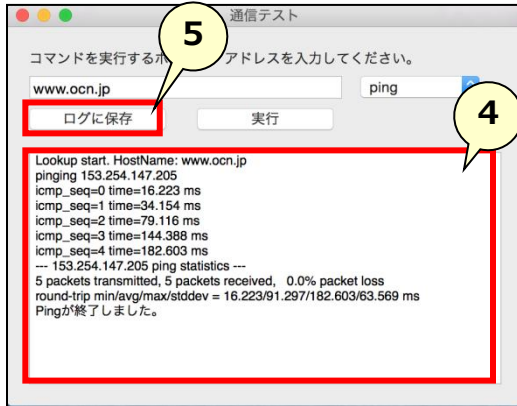 通信テスト
5
コマンドを実行するホ アドレスを入力してください。
www.ocn.jp
ping
4
ログに保存
実行
Lookup start. HostName: www.ocn.jp
pinging 153.254.147.205
icmp_seq=0 time=16.223 ms
icmp_seq=1 time=34.154 ms
icmp_seq=2 time=79.116 ms
icmp_seq=3 time=144.388 ms
icmp_seq=4 time=182.603 ms
--- 153.254.147.205 ping statistics ---
5 packets transmitted, 5 packets received, 0.0% packet loss
round-trip min/avg/max/stddev = 16.223/91.297/182.603/63.569 ms
Pingが終了しました。